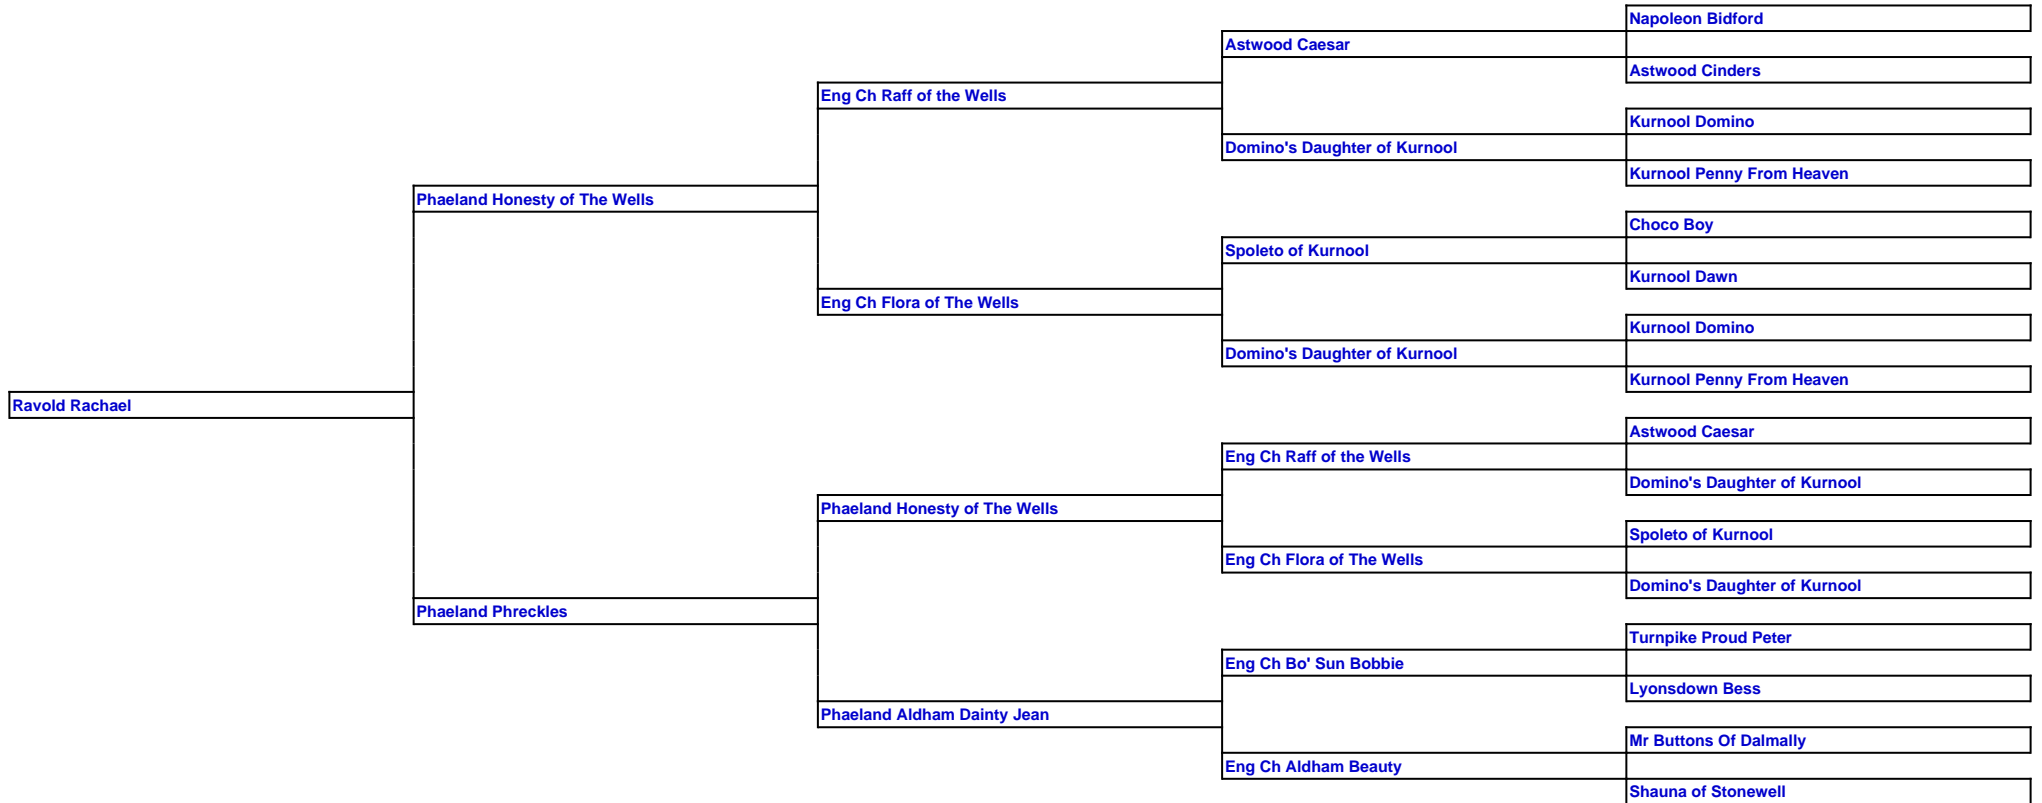 Napoleon Bidford
Astwood Caesar
Astwood Cinders
Eng Ch Raff of the Wells
Kurnool Domino
Domino's Daughter of Kurnool
Kurnool Penny From Heaven
Phaeland Honesty of The Wells
Choco Boy
Spoleto of Kurnool
Kurnool Dawn
Eng Ch Flora of The Wells
Kurnool Domino
Domino's Daughter of Kurnool
Kurnool Penny From Heaven
Ravold Rachael
Astwood Caesar
Eng Ch Raff of the Wells
Domino's Daughter of Kurnool
Phaeland Honesty of The Wells
Spoleto of Kurnool
Eng Ch Flora of The Wells
Domino's Daughter of Kurnool
Phaeland Phreckles
Turnpike Proud Peter
Eng Ch Bo' Sun Bobbie
Lyonsdown Bess
Phaeland Aldham Dainty Jean
Mr Buttons Of Dalmally
Eng Ch Aldham Beauty
Shauna of Stonewell